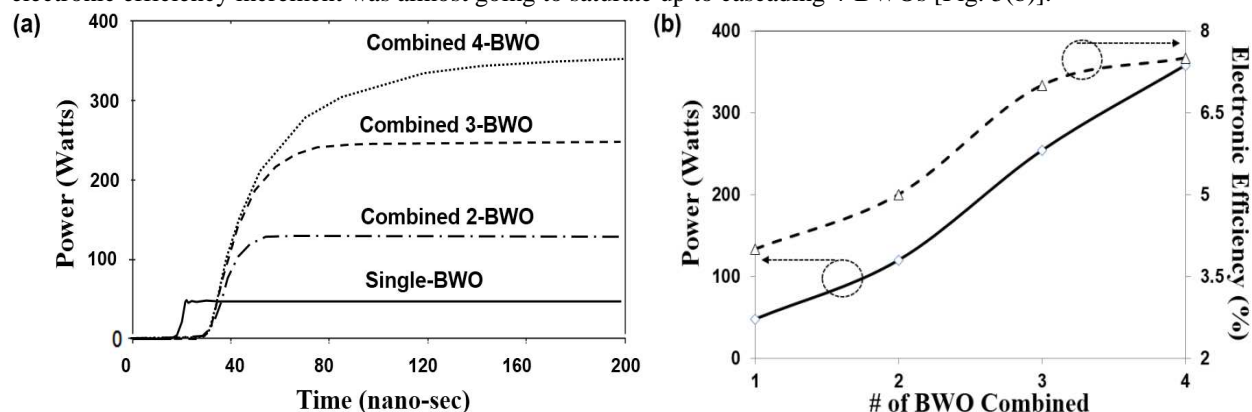 electronic efficiency increment was almost going to saturate up to cascading 4-BWOs [Fig. 5(b)].
(a)
400
300
200
100
0
Power (Watts)
Combined 4-BWO
Combined 3-BWO
Combined 2-BWO
Single-BWO
0 40 80 120 160 200
Time (nano-sec)
(b)
400
300
200
100
0
Power (Watts)
8
6.5
5
3.5
2
Electronic Efficiency (%)
1 2 3 4
# of BWO Combined